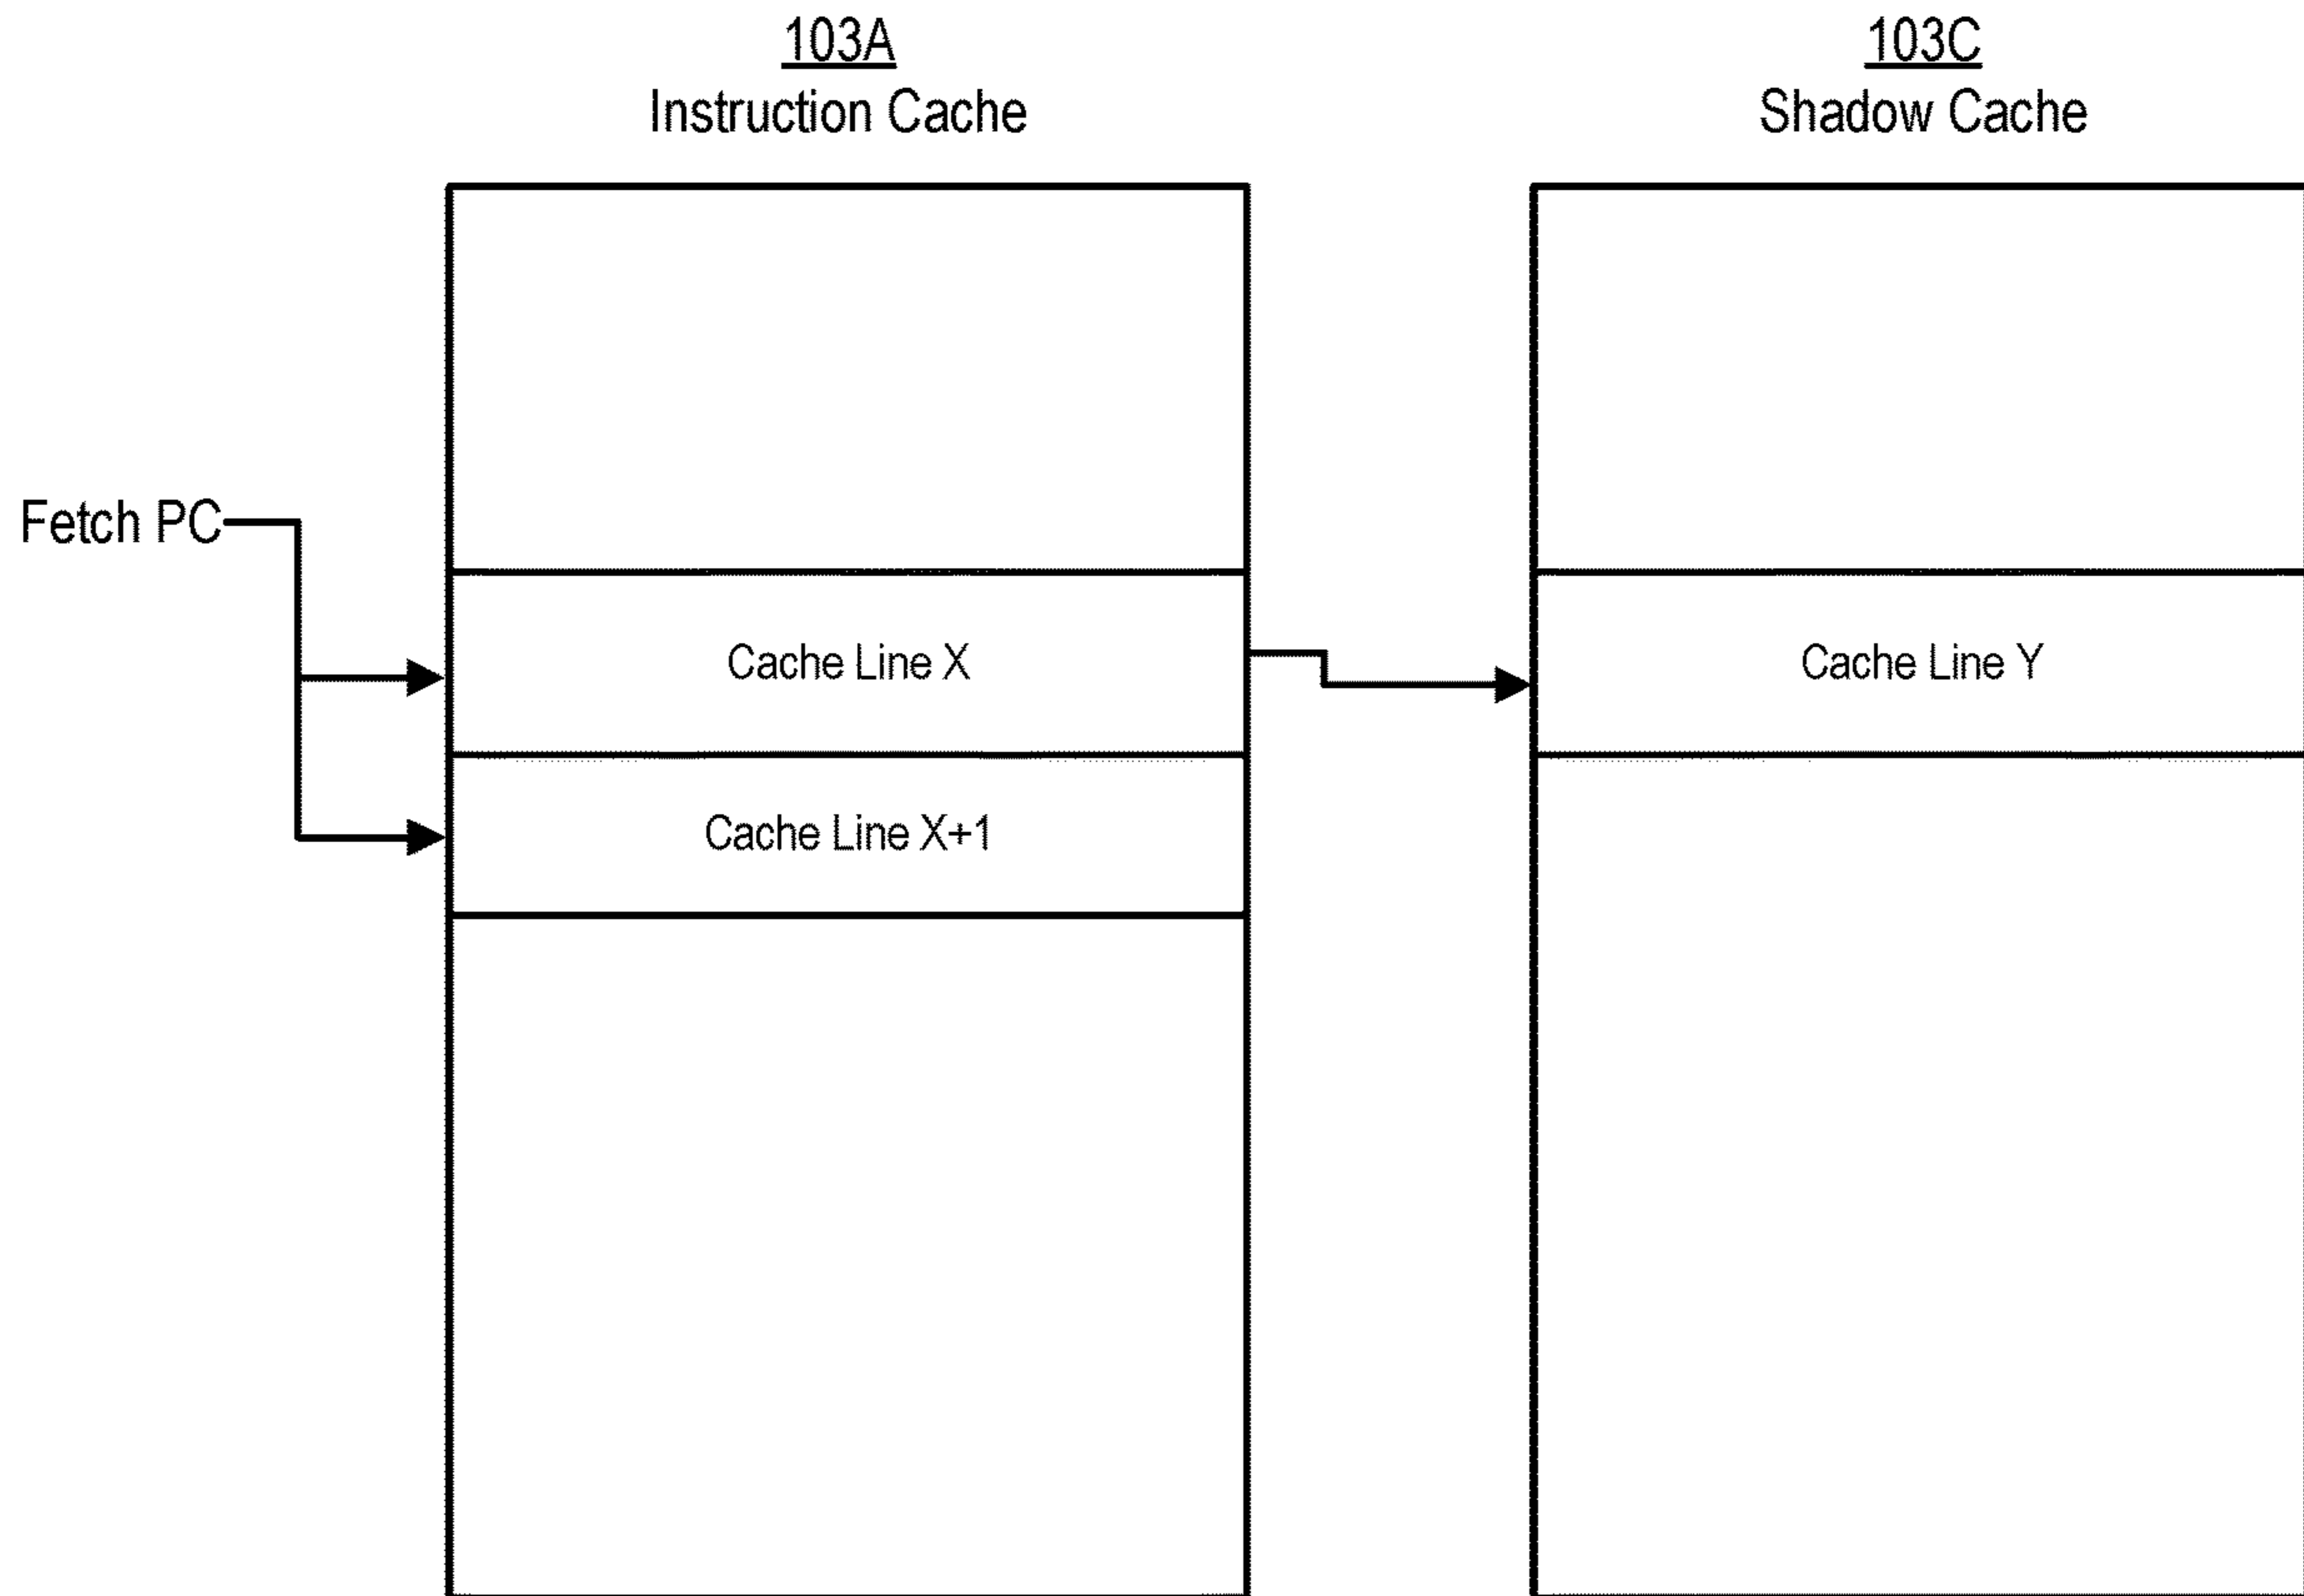 103A
Instruction Cache
103C
Shadow Cache
Fetch PC
Cache Line X
Cache Line Y
Cache Line X+1